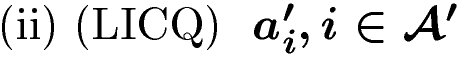 (ii) (LICQ) a′ᵢ, i ∈ 𝒜′